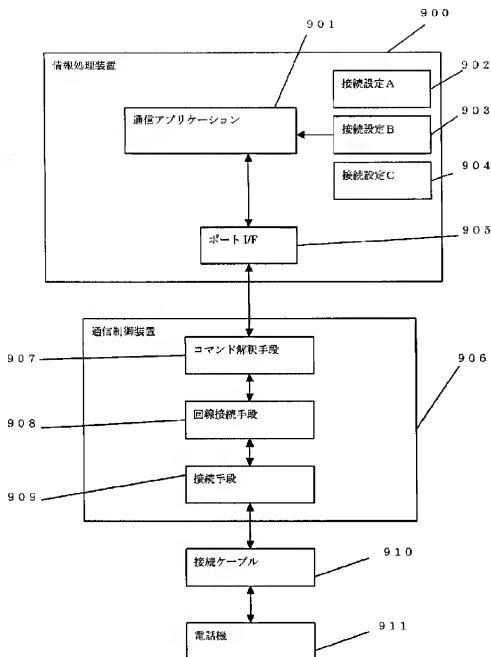 901
900
情報処理装置
902
接続設定A
通信アプリケーション
903
接続設定B
904
接続設定C
905
ポートI/F
通信制御装置
907
コマンド解釈手段
906
908
回線接続手段
909
接続手段
910
接続ケーブル
911
電話機